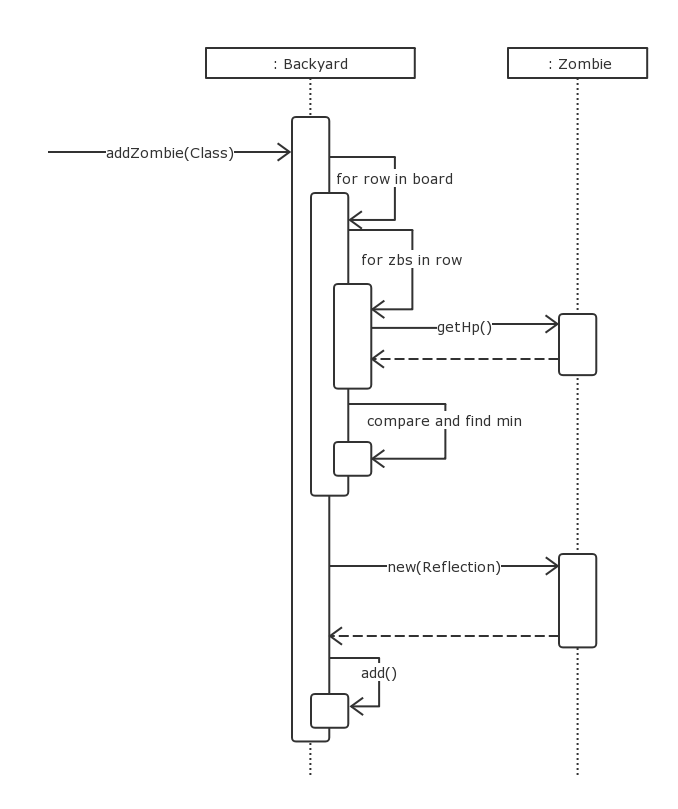 : Backyard
: Zombie
addZombie(Class)
for row in board
for zbs in row
getHp()
compare and find min
new(Reflection)
add()